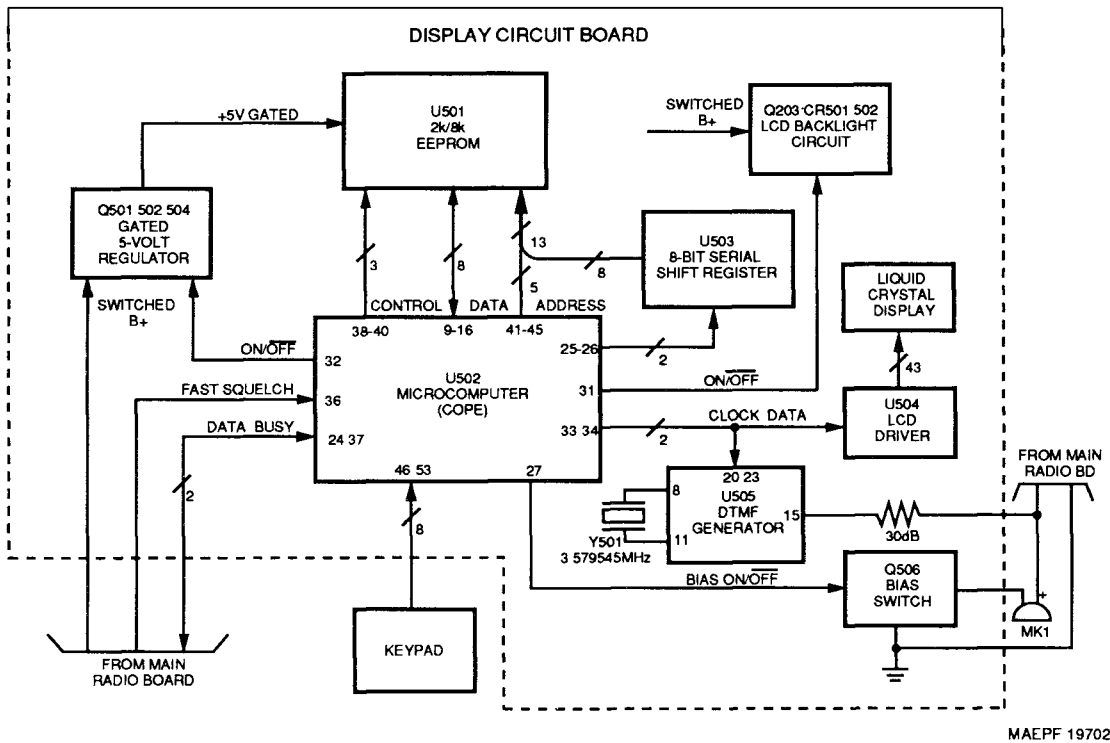 DISPLAY CIRCUIT BOARD
U501
2k/8k
EEPROM
+5V GATED
SWITCHED
B+
Q203 CR501 502
LCD BACKLIGHT
CIRCUIT
Q501 502 504
GATED
5-VOLT
REGULATOR
SWITCHED
B+
3
8
13
5
8
U503
8-BIT SERIAL
SHIFT REGISTER
LIQUID
CRYSTAL
DISPLAY
CONTROL DATA ADDRESS
38-40 9-16 41-45
ON/OFF
32
25-26
2
43
U502
MICROCOMPUTER
(COPE)
FAST SQUELCH
36
31
ON/OFF
DATA BUSY
24 37
33 34
2
CLOCK DATA
U504
LCD
DRIVER
46 53
27
2
8
20 23
U505
DTMF
GENERATOR
8
11
15
Y501
3 579545MHz
30dB
FROM MAIN
RADIO BD
BIAS ON/OFF
Q506
BIAS
SWITCH
+
MK1
KEYPAD
FROM MAIN
RADIO BOARD
MAEPF 19702